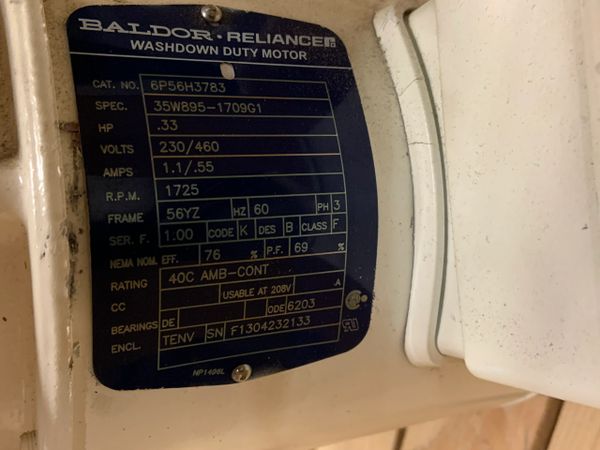 BALDOR · RELIANCE
WASHDOWN DUTY MOTOR
CAT. NO. 6P56H3783
SPEC. 35W895-1709G1
HP .33
VOLTS 230/460
AMPS 1.1/.55
R.P.M. 1725
FRAME 56YZ HZ 60 PH 3
SER. F. 1.00 CODE K DES B CLASS F
NEMA NOM. EFF. 76 % P.F. 69 %
RATING 40C AMB-CONT
CC USABLE AT 208V A
BEARINGS DE ODE 6203
ENCL. TENV SN F1304232133
NP1406L